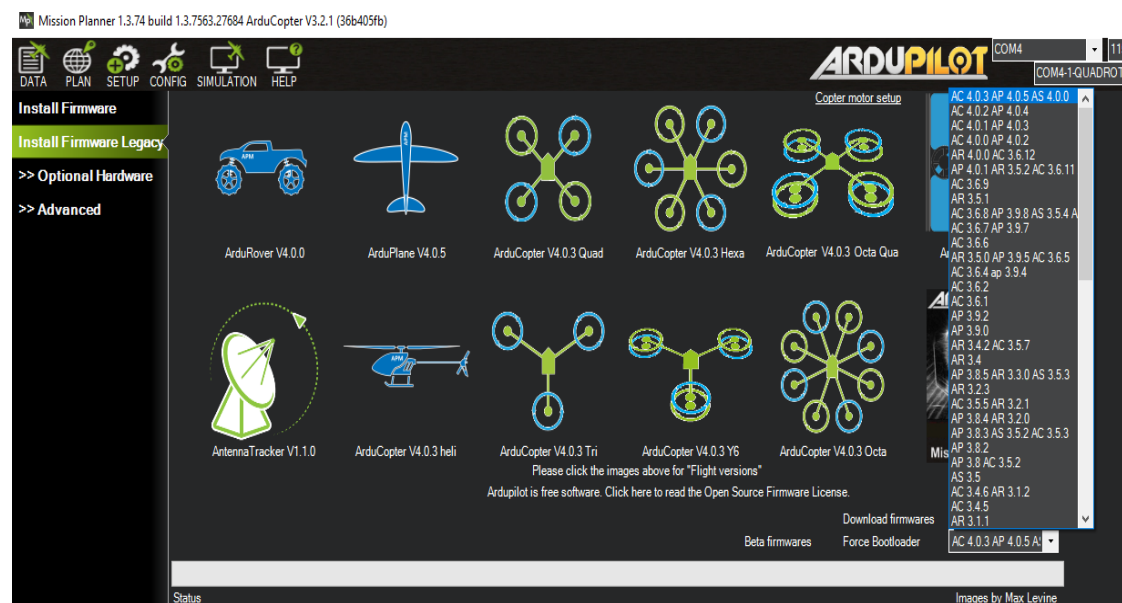 Mission Planner 1.3.74 build 1.3.7563.27684 ArduCopter V3.2.1 (36b405fb)
DATA PLAN SETUP CONFIG SIMULATION HELP
ARDUPILOT
COM4
11
COM4-1-QUADROT
Install Firmware
Install Firmware Legacy
>> Optional Hardware
>> Advanced
Copter motor setup
APM
ArduRover V4.0.0
APM
ArduPlane V4.0.5
ArduCopter V4.0.3 Quad
ArduCopter V4.0.3 Hexa
ArduCopter V4.0.3 Octa Qua
AntennaTracker V1.1.0
APM
ArduCopter V4.0.3 heli
ArduCopter V4.0.3 Tri
ArduCopter V4.0.3 Y6
ArduCopter V4.0.3 Octa
Mis
Please click the images above for "Flight versions"
Ardupilot is free software. Click here to read the Open Source Firmware License.
Download firmwares
Beta firmwares
Force Bootloader
AC 4.0.3 AP 4.0.5 AS 4.0.0
AC 4.0.2 AP 4.0.4
AC 4.0.1 AP 4.0.3
AC 4.0.0 AP 4.0.2
AR 4.0.0 AC 3.6.12
AP 4.0.1 AR 3.5.2 AC 3.6.11
AC 3.6.9
AR 3.5.1
AC 3.6.8 AP 3.9.8 AS 3.5.4 A
AC 3.6.7 AP 3.9.7
AC 3.6.6
AR 3.5.0 AP 3.9.5 AC 3.6.5
AC 3.6.4 ap 3.9.4
AC 3.6.2
AC 3.6.1
AP 3.9.2
AP 3.9.0
AR 3.4.2 AC 3.5.7
AR 3.4
AP 3.8.5 AR 3.3.0 AS 3.5.3
AR 3.2.3
AC 3.5.5 AR 3.2.1
AP 3.8.4 AR 3.2.0
AP 3.8.3 AS 3.5.2 AC 3.5.3
AP 3.8.2
AP 3.8 AC 3.5.2
AS 3.5
AC 3.4.6 AR 3.1.2
AC 3.4.5
AR 3.1.1
AC 4.0.3 AP 4.0.5 A
Status
Images by Max Levine